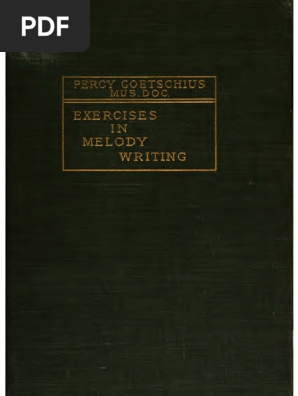 PDF
PERCY GOETSCHIUS
MUS. DOC.
EXERCISES
IN
MELODY
WRITING